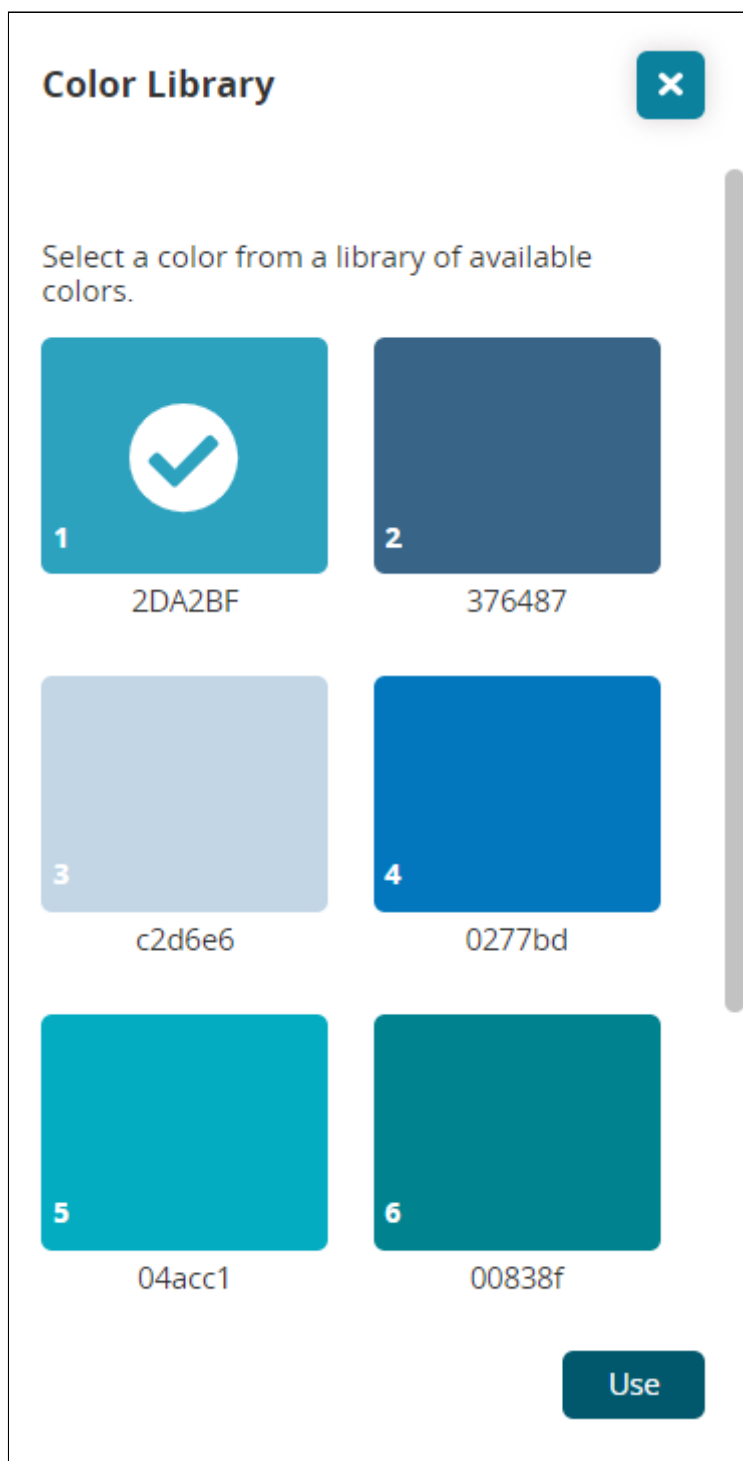 Color Library
Select a color from a library of available
colors.
1
2
2DA2BF
376487
3
4
c2d6e6
0277bd
5
6
04acc1
00838f
Use